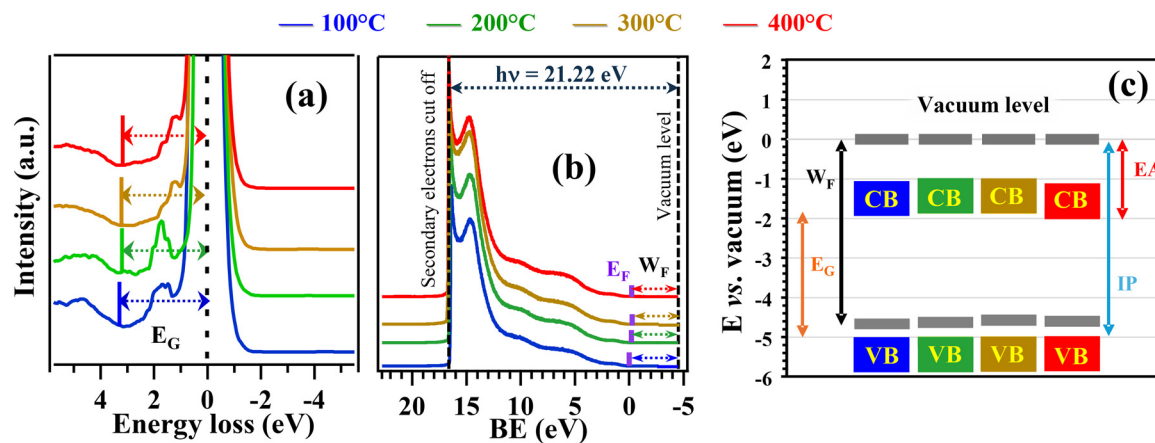 100°C 200°C 300°C 400°C
(a)
Intensity (a.u.)
E_G
4 2 0 -2 -4
Energy loss (eV)
Secondary electrons cut off
hν = 21.22 eV
(b)
Vacuum level
E_F W_F
20 15 10 5 0 -5
BE (eV)
(c)
E vs. vacuum (eV)
2
1
0
-1
-2
-3
-4
-5
-6
Vacuum level
W_F
EA
CB CB CB CB
E_G
IP
VB VB VB VB